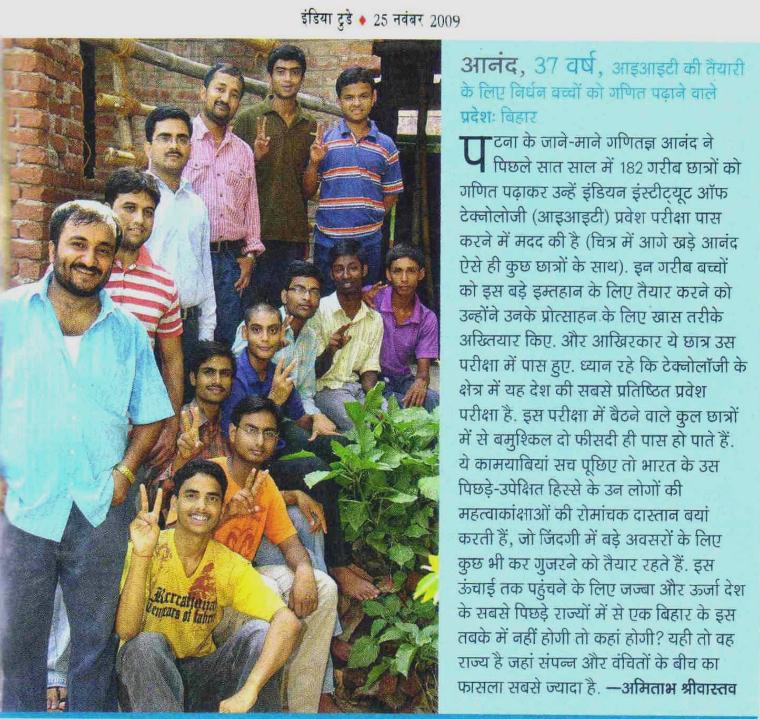 इंडिया टुडे ♦ 25 नवंबर 2009
आनंद, 37 वर्ष, आइआइटी की तैयारी
के लिए निर्धन बच्चों को गणित पढ़ाने वाले
प्रदेश: बिहार
पटना के जाने-माने गणितज्ञ आनंद ने
पिछले सात साल में 182 गरीब छात्रों को
गणित पढ़ाकर उन्हें इंडियन इंस्टीट्यूट ऑफ
टेक्नोलोजी (आइआइटी) प्रवेश परीक्षा पास
करने में मदद की है (चित्र में आगे खड़े आनंद
ऐसे ही कुछ छात्रों के साथ). इन गरीब बच्चों
को इस बड़े इम्तहान के लिए तैयार करने को
उन्होंने उनके प्रोत्साहन के लिए खास तरीके
अख्तियार किए. और आखिरकार ये छात्र उस
परीक्षा में पास हुए. ध्यान रहे कि टेक्नोलॉजी के
क्षेत्र में यह देश की सबसे प्रतिष्ठित प्रवेश
परीक्षा है. इस परीक्षा में बैठने वाले कुल छात्रों
में से बमुश्किल दो फीसदी ही पास हो पाते हैं.
ये कामयाबियां सच पूछिए तो भारत के उस
पिछड़े-उपेक्षित हिस्से के उन लोगों की
महत्वाकांक्षाओं की रोमांचक दास्तान बयां
करती हैं, जो जिंदगी में बड़े अवसरों के लिए
कुछ भी कर गुजरने को तैयार रहते हैं. इस
ऊंचाई तक पहुंचने के लिए जज्बा और ऊर्जा देश
के सबसे पिछड़े राज्यों में से एक बिहार के इस
तबके में नहीं होगी तो कहां होगी? यही तो वह
राज्य है जहां संपन्न और वंचितों के बीच का
फासला सबसे ज्यादा है. —अमिताभ श्रीवास्तव
Recreational